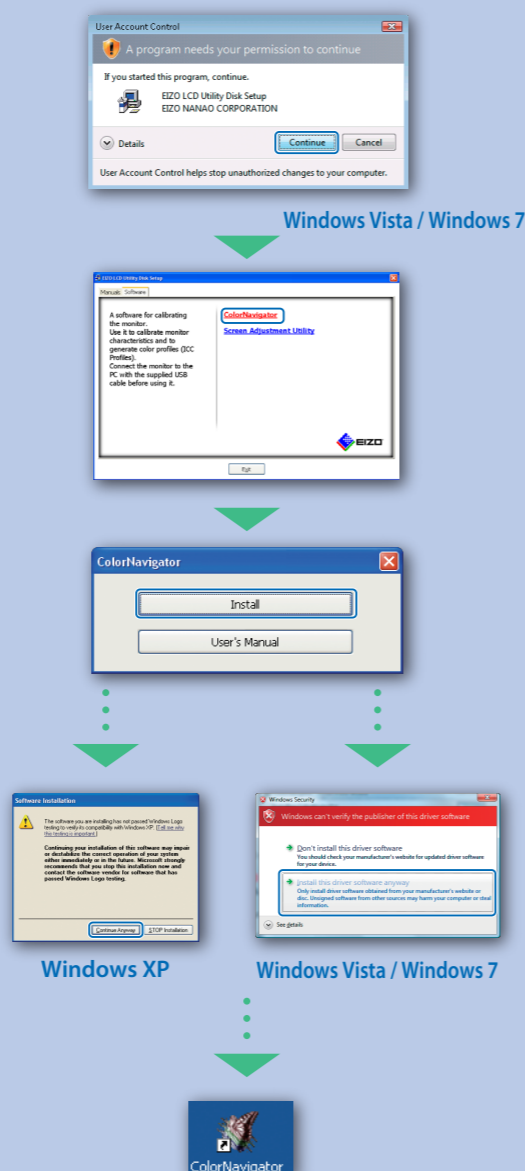 User Account Control
A program needs your permission to continue
If you started this program, continue.
EIZO LCD Utility Disk Setup
EIZO NANAO CORPORATION
Details
Continue
Cancel
User Account Control helps stop unauthorized changes to your computer.
Windows Vista / Windows 7
EIZO LCD Utility Disk Setup
Manuals Software
A software for calibrating
the monitor.
Use it to calibrate monitor
characteristics and to
generate color profiles (ICC
Profiles).
Connect the monitor to the
PC with the supplied USB
cable before using it.
ColorNavigator
Screen Adjustment Utility
EIZO
Exit
ColorNavigator
Install
User's Manual
Software Installation
The software you are installing has not passed Windows Logo
testing to verify its compatibility with Windows XP. (Tell me why
this testing is important.)
Continuing your installation of this software may impair
or destabilize the correct operation of your system
either immediately or in the future. Microsoft strongly
recommends that you stop this installation now and
contact the software vendor for software that has
passed Windows Logo testing.
Continue Anyway
STOP Installation
Windows XP
Windows Security
Windows can't verify the publisher of this driver software
Don't install this driver software
You should check your manufacturer's website for updated driver software
for your device.
Install this driver software anyway
Only install driver software obtained from your manufacturer's website or
disc. Unsigned software from other sources may harm your computer or steal
information.
See details
Windows Vista / Windows 7
ColorNavigator